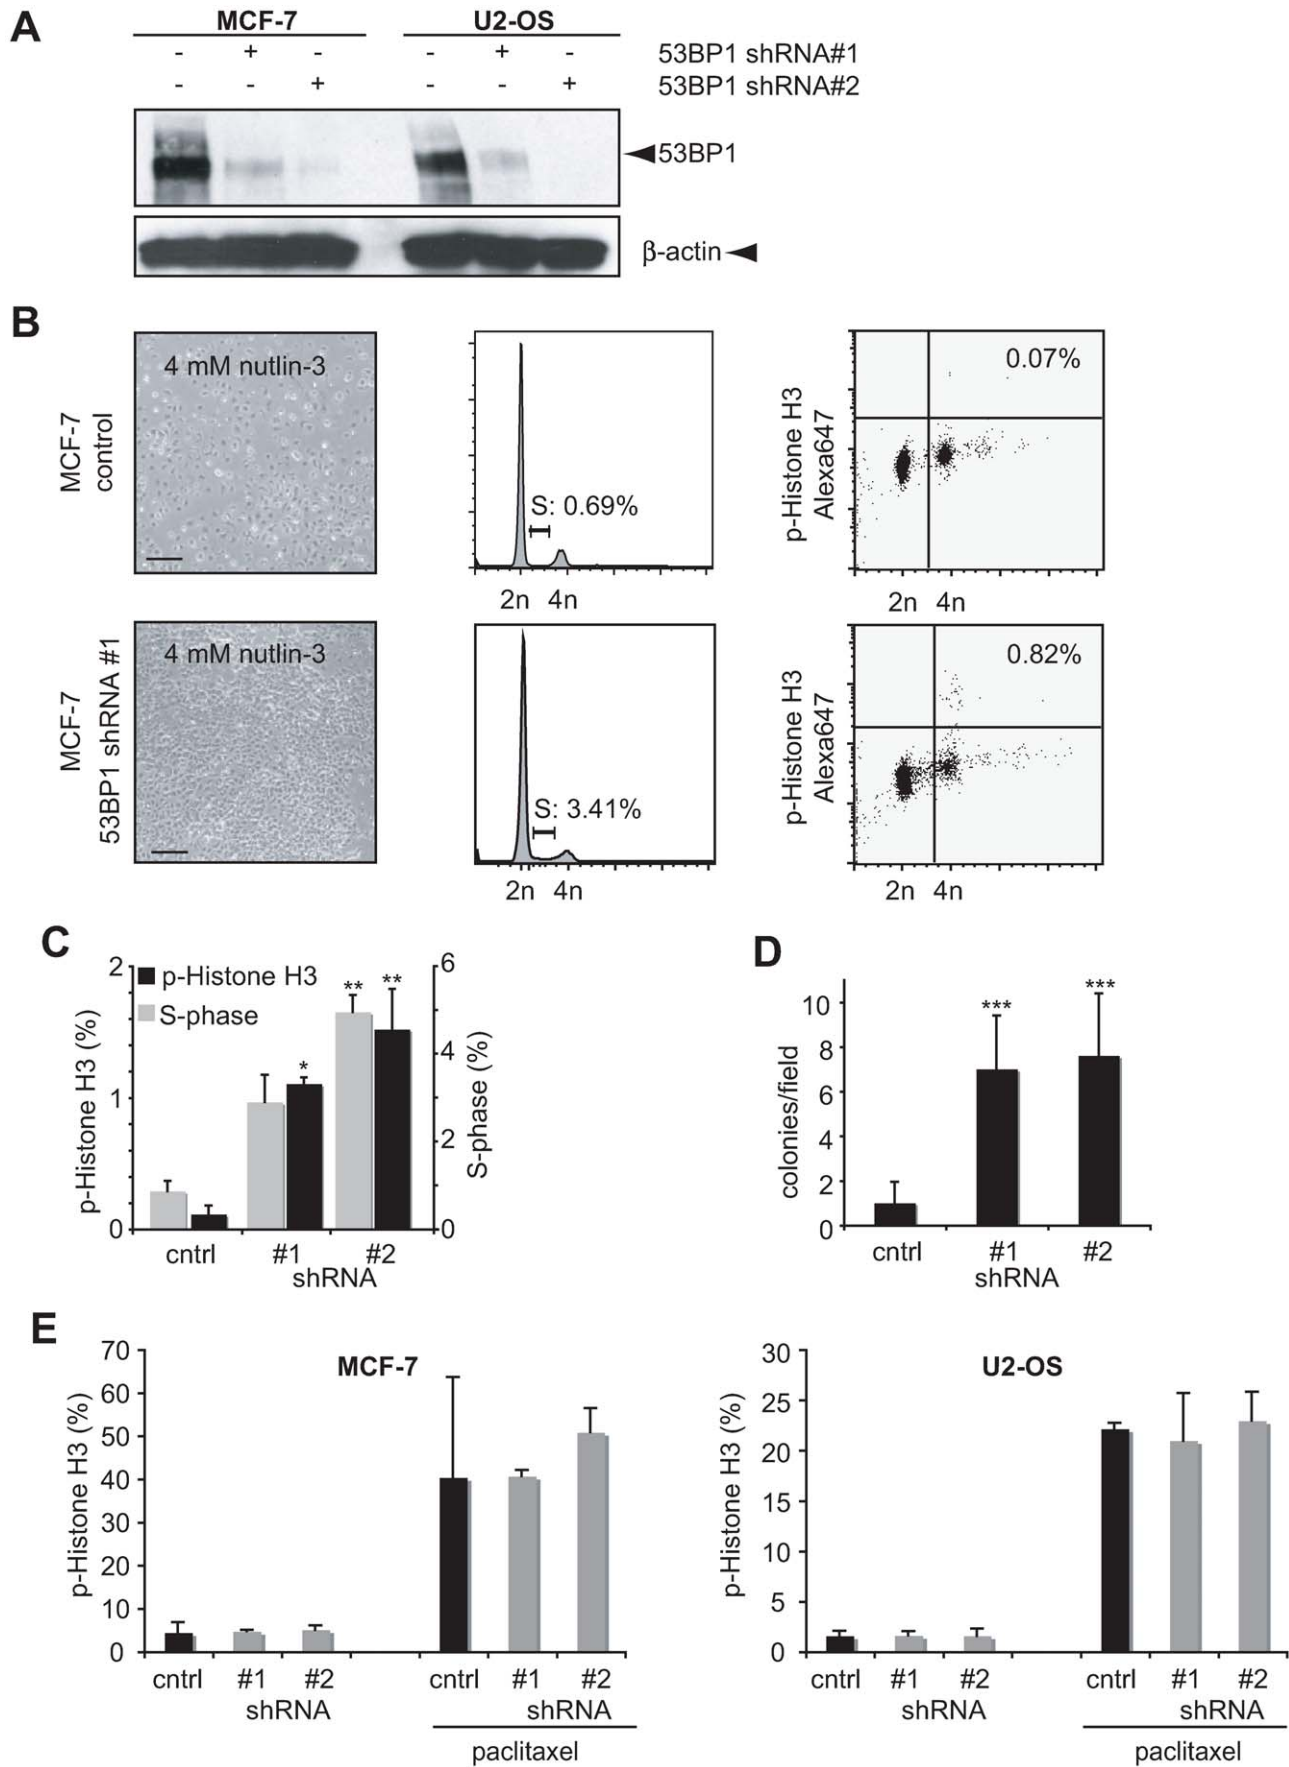 A
MCF-7 U2-OS
- + - - + - 53BP1 shRNA#1
- - + - - + 53BP1 shRNA#2
53BP1
β-actin
B
MCF-7
control
4 mM nutlin-3
S: 0.69%
2n 4n
p-Histone H3
Alexa647
0.07%
2n 4n
MCF-7
53BP1 shRNA #1
4 mM nutlin-3
S: 3.41%
2n 4n
p-Histone H3
Alexa647
0.82%
2n 4n
C
p-Histone H3 (%)
2
1
0
p-Histone H3
S-phase
*
**
**
6
4
2
0
S-phase (%)
cntrl #1 #2
shRNA
D
colonies/field
10
8
6
4
2
0
***
***
cntrl #1 #2
shRNA
E
MCF-7
p-Histone H3 (%)
70
60
50
40
30
20
10
0
cntrl #1 #2 cntrl #1 #2
shRNA shRNA
paclitaxel
U2-OS
p-Histone H3 (%)
30
25
20
15
10
5
0
cntrl #1 #2 cntrl #1 #2
shRNA shRNA
paclitaxel